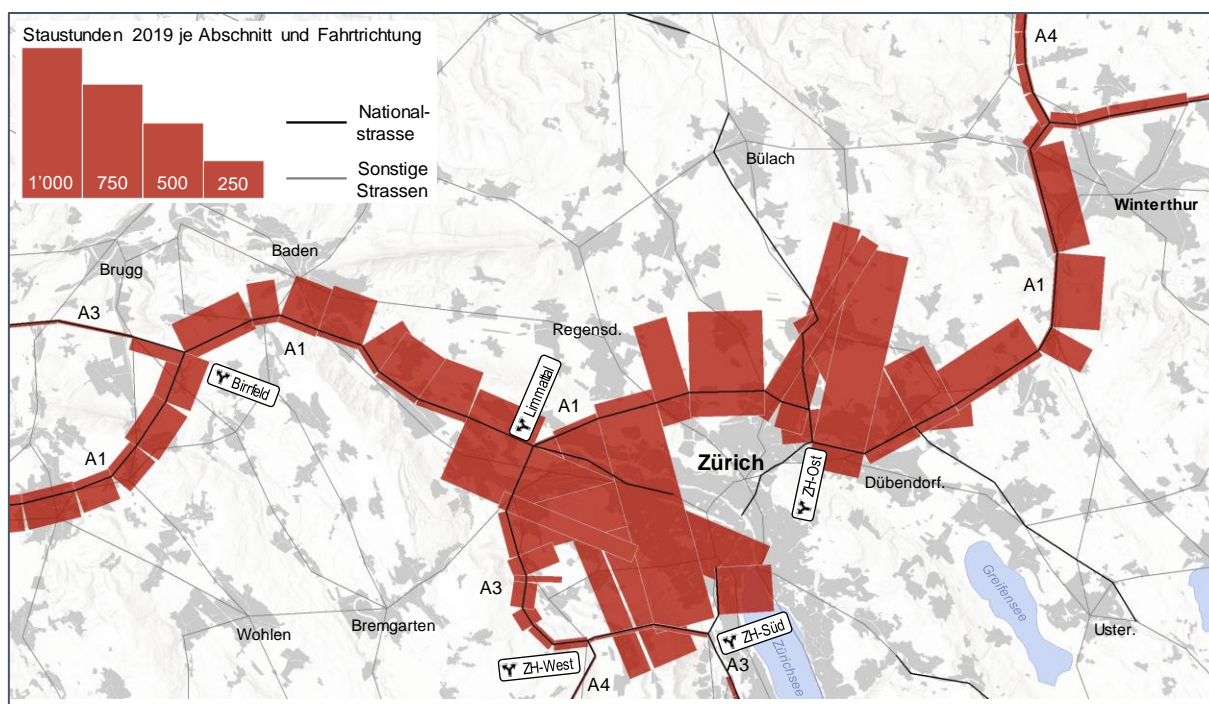 Staustunden 2019 je Abschnitt und Fahrtrichtung
1'000 750 500 250
National-
strasse
Sonstige
Strassen
A4
Bülach
Winterthur
Baden
Brugg
A3
A1
Regensd.
A1
Birrfeld
Limmattal
A1
A1
Zürich
ZH-Ost
Dübendorf.
A3
Greifensee
Wohlen
Bremgarten
ZH-West
ZH-Süd
A3
A4
Zürichsee
Uster.